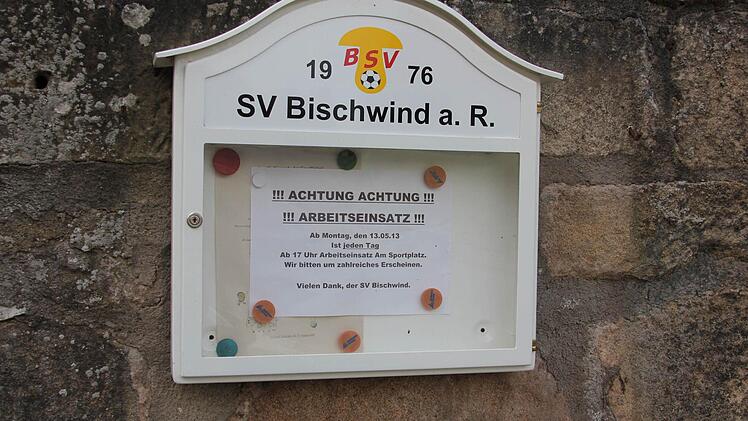 BSV
19 76
SV Bischwind a. R.
!!! ACHTUNG ACHTUNG !!!
!!! ARBEITSEINSATZ !!!
Ab Montag, den 13.05.13
Ist jeden Tag
Ab 17 Uhr Arbeitseinsatz Am Sportplatz.
Wir bitten um zahlreiches Erscheinen.
Vielen Dank, der SV Bischwind.